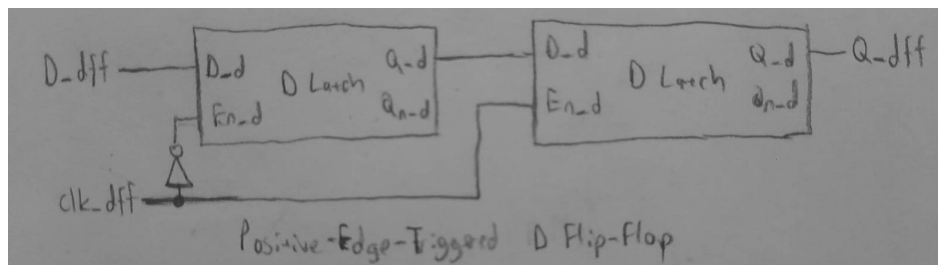 D_dff
D_d
Q_d
D Latch
En_d
Qn_d
D_d
Q_d
D Latch
En_d
Qn_d
Q_dff
clk_dff
Positive-Edge-Triggered D Flip-Flop